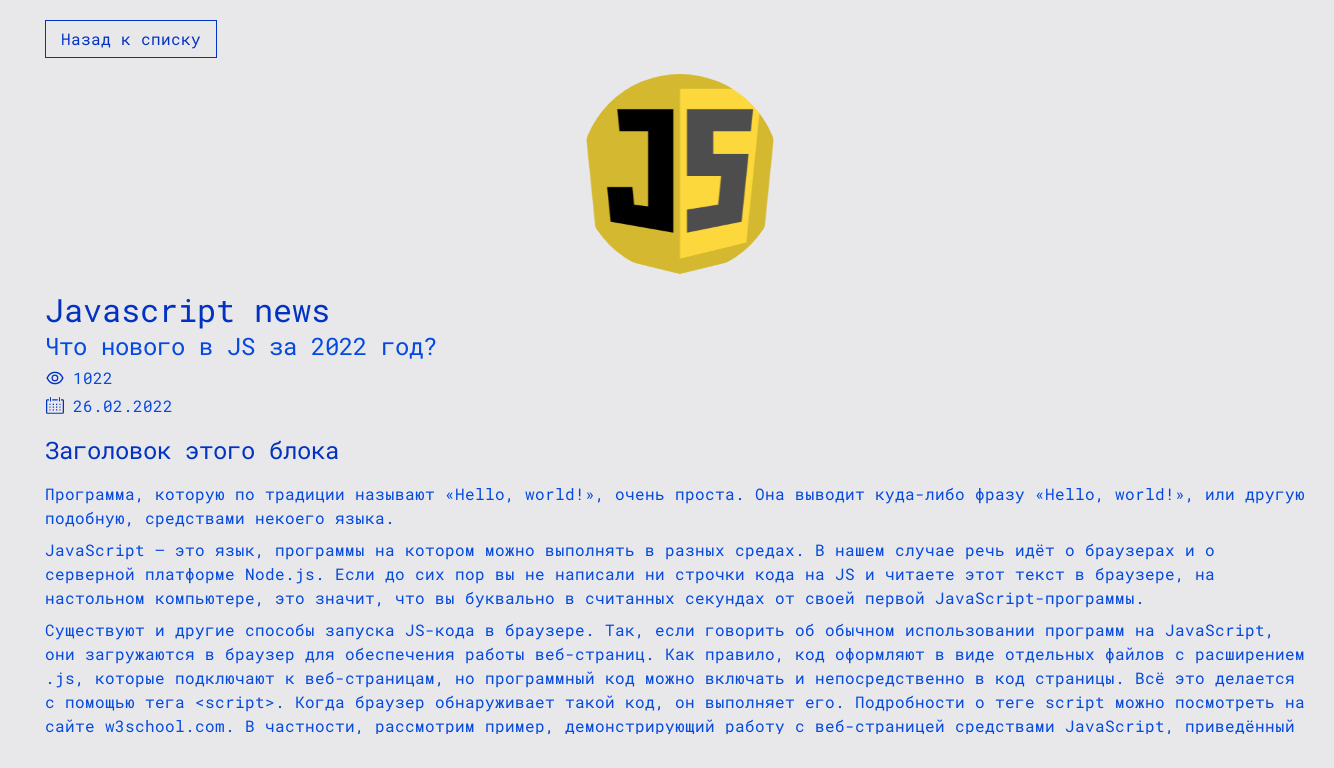 Назад к списку
JS
Javascript news
Что нового в JS за 2022 год?
1022
26.02.2022
Заголовок этого блока
Программа, которую по традиции называют «Hello, world!», очень проста. Она выводит куда-либо фразу «Hello, world!», или другую
подобную, средствами некоего языка.
JavaScript — это язык, программы на котором можно выполнять в разных средах. В нашем случае речь идёт о браузерах и о
серверной платформе Node.js. Если до сих пор вы не написали ни строчки кода на JS и читаете этот текст в браузере, на
настольном компьютере, это значит, что вы буквально в считанных секундах от своей первой JavaScript-программы.
Существуют и другие способы запуска JS-кода в браузере. Так, если говорить об обычном использовании программ на JavaScript,
они загружаются в браузер для обеспечения работы веб-страниц. Как правило, код оформляют в виде отдельных файлов с расширением
.js, которые подключают к веб-страницам, но программный код можно включать и непосредственно в код страницы. Всё это делается
с помощью тега <script>. Когда браузер обнаруживает такой код, он выполняет его. Подробности о теге script можно посмотреть на
сайте w3school.com. В частности, рассмотрим пример, демонстрирующий работу с веб-страницей средствами JavaScript, приведённый